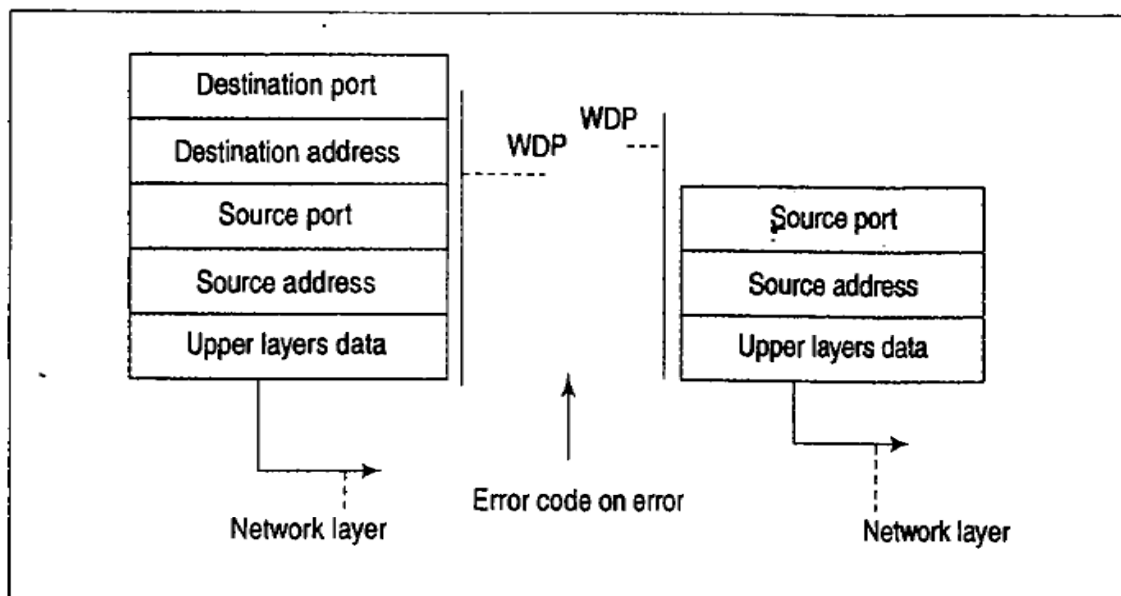 Destination port
Destination address
Source port
Source address
Upper layers data
WDP
WDP
Source port
Source address
Upper layers data
Error code on error
Network layer
Network layer